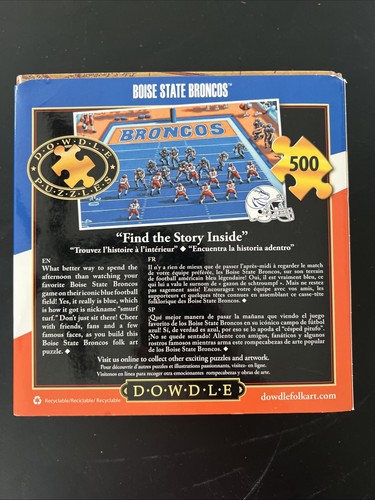 BOISE STATE BRONCOS™
BRONCOS
DOWDLE
PUZZLES
500
"Find the Story Inside"
"Trouvez l'histoire à l'intérieur" ◆ "Encuentra la historia adentro"
EN
What better way to spend the
afternoon than watching your
favorite Boise State Broncos
game on their iconic blue football
field! Yes, it really is blue, which
is how it got is nickname "smurf
turf." Don't just sit there! Cheer
with friends, fans and a few
famous faces, as you build this
Boise State Broncos folk art
puzzle. ◆
FR
Il n'y a rien de mieux que de passer l'après-midi à regarder le match
de votre équipe préférée, les Boise State Broncos, sur son terrain
de football américain bleu légendaire! Oui, il est vraiment bleu, ce
qui lui a valu le surnom de « gazon de schtroumpf ». Mais ne restez
pas sagement assis! Encouragez votre équipe avec vos amis, les
supporteurs et quelques têtes connues en assemblant ce casse-tête
folklorique de Boise State Broncos. ◆
SP
¡Qué mejor manera de pasar la mañana que viendo el juego
favorito de los Boise State Broncos en su icónico campo de fútbol
azul! Sí, de verdad es azul, por eso se le apoda el "césped pitufo".
¡No se quede sentado! Aliente con amigos, fanáticos y algunos
rostros famosos mientras arma este rompecabezas de arte popular
de los Boise State Broncos. ◆
Visit us online to collect other exciting puzzles and artwork.
Pour découvrir d'autres puzzles et illustrations passionnants, visitez- en ligne.
Visítenos en línea para recoger otra emocionantes rompecabezas y obras de arte.
DOWDLE
Recyclable/Reciclable/ Recyclable
dowdlefolkart.com